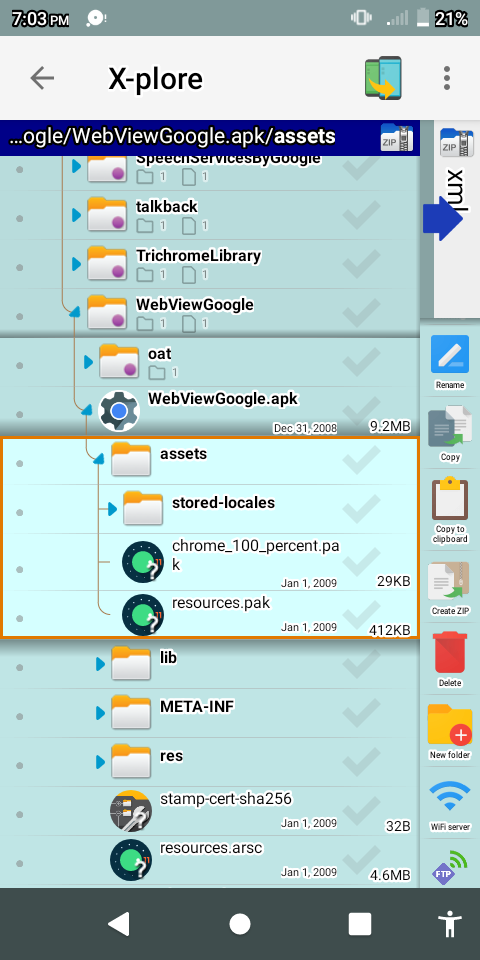 7:03 PM
21%
X-plore
...ogle/WebViewGoogle.apk/assets
ZIP
ZIP
xml
SpeechServicesByGoogle
1 1
talkback
1 1
TrichromeLibrary
1 1
WebViewGoogle
1 1
oat
1
WebViewGoogle.apk
Dec 31, 2008
9.2MB
assets
stored-locales
chrome_100_percent.pa
k
Jan 1, 2009
29KB
resources.pak
Jan 1, 2009
412KB
lib
META-INF
res
stamp-cert-sha256
Jan 1, 2009
32B
resources.arsc
Jan 1, 2009
4.6MB
Rename
Copy
Copy to
clipboard
Create ZIP
Delete
New folder
WiFi server
FTP